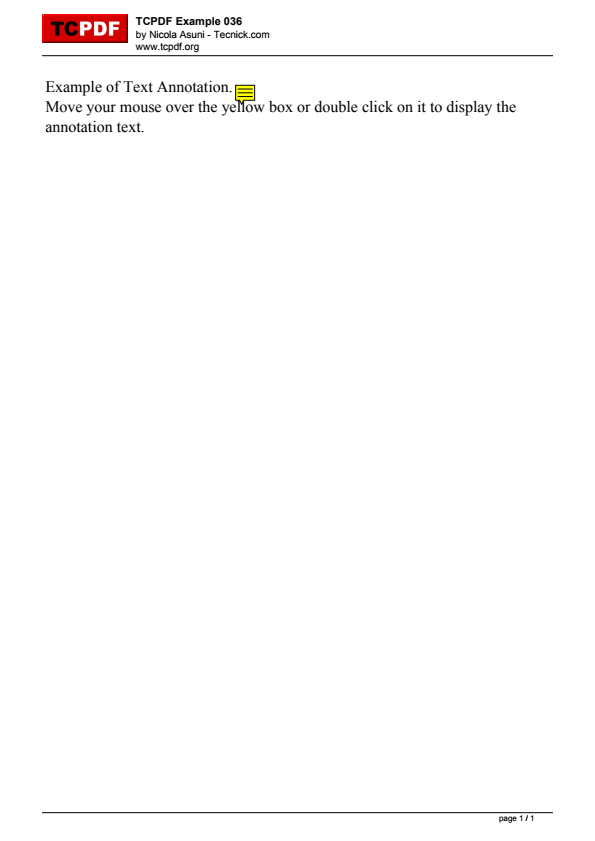 TCPDF
TCPDF Example 036
by Nicola Asuni - Tecnick.com
www.tcpdf.org
Example of Text Annotation.
Move your mouse over the yellow box or double click on it to display the
annotation text.
page 1 / 1